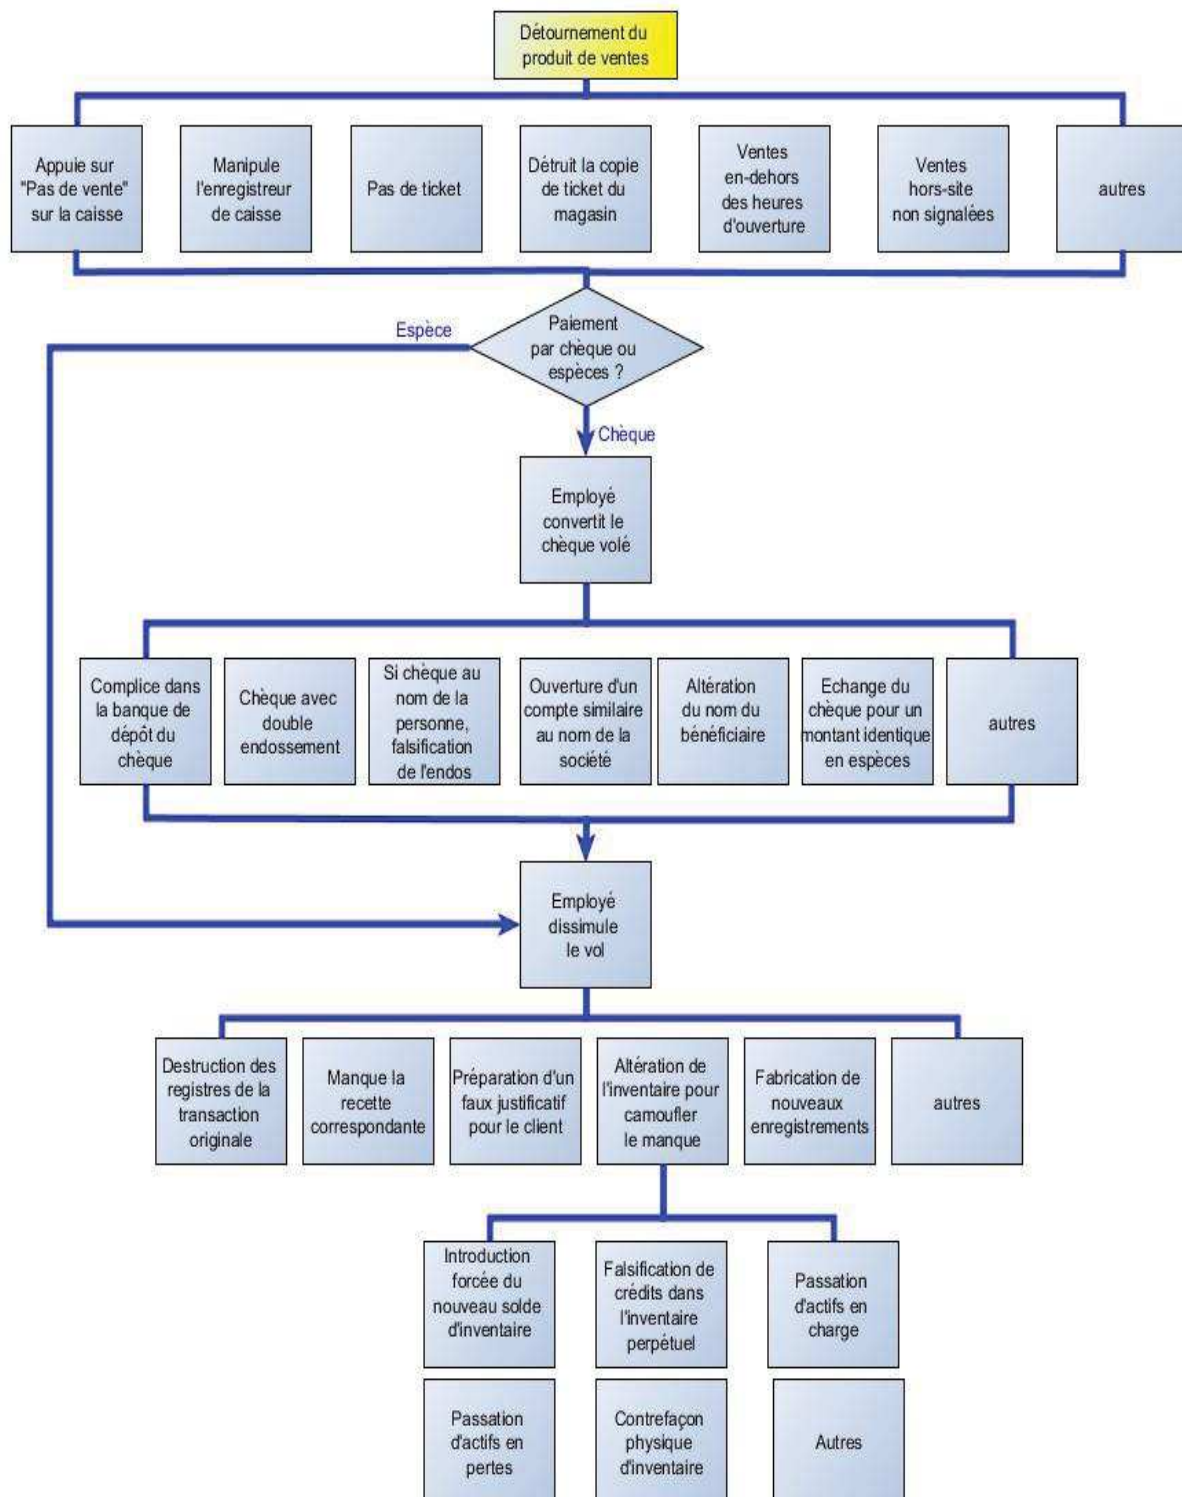 Détournement du
produit de ventes
Appuie sur
"Pas de vente"
sur la caisse
Manipule
l'enregistreur
de caisse
Pas de ticket
Détruit la copie
de ticket du
magasin
Ventes
en-dehors
des heures
d'ouverture
Ventes
hors-site
non signalées
autres
Paiement
par chèque ou
espèces ?
Espèce
Chèque
Employé
convertit le
chèque volé
Complice dans
la banque de
dépôt du
chèque
Chèque avec
double
endossement
Si chèque au
nom de la
personne,
falsification
de l'endos
Ouverture d'un
compte similaire
au nom de la
société
Altération
du nom du
bénéficiaire
Echange du
chèque pour un
montant identique
en espèces
autres
Employé
dissimule
le vol
Destruction des
registres de la
transaction
originale
Manque la
recette
correspondante
Préparation d'un
faux justificatif
pour le client
Altération de
l'inventaire pour
camoufler
le manque
Fabrication de
nouveaux
enregistrements
autres
Introduction
forcée du
nouveau solde
d'inventaire
Falsification de
crédits dans
l'inventaire
perpétuel
Passation
d'actifs en
charge
Passation
d'actifs en
pertes
Contrefaçon
physique
d'inventaire
Autres